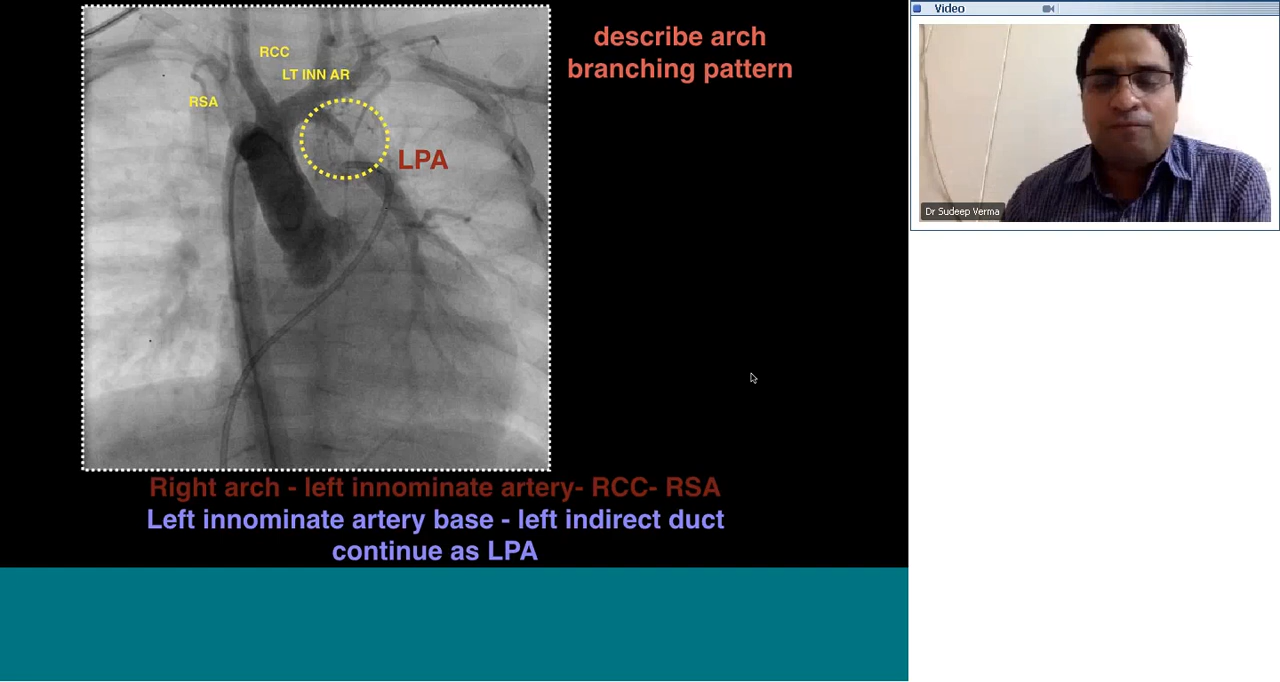 describe arch
branching pattern
RCC
LT INN AR
RSA
LPA
Right arch - left innominate artery- RCC- RSA
Left innominate artery base - left indirect duct
continue as LPA
Video
Dr Sudeep Verma